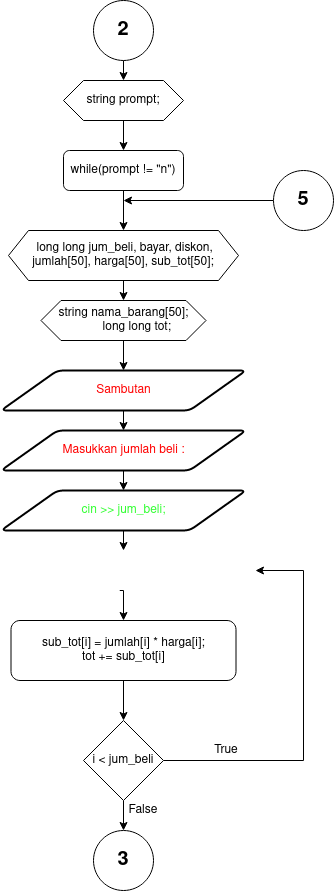 2
string prompt;
while(prompt != "n")
5
long long jum_beli, bayar, diskon,
jumlah[50], harga[50], sub_tot[50];
string nama_barang[50];
long long tot;
Sambutan
Masukkan jumlah beli :
cin >> jum_beli;
sub_tot[i] = jumlah[i] * harga[i];
tot += sub_tot[i]
i < jum_beli
True
False
3